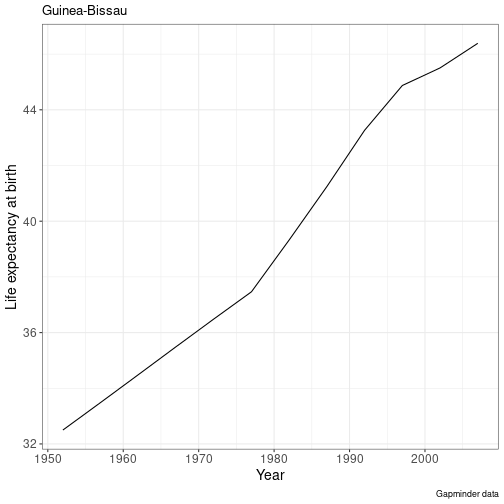 Guinea-Bissau
Life expectancy at birth
44
40
36
32
1950 1960 1970 1980 1990 2000
Year
Gapminder data